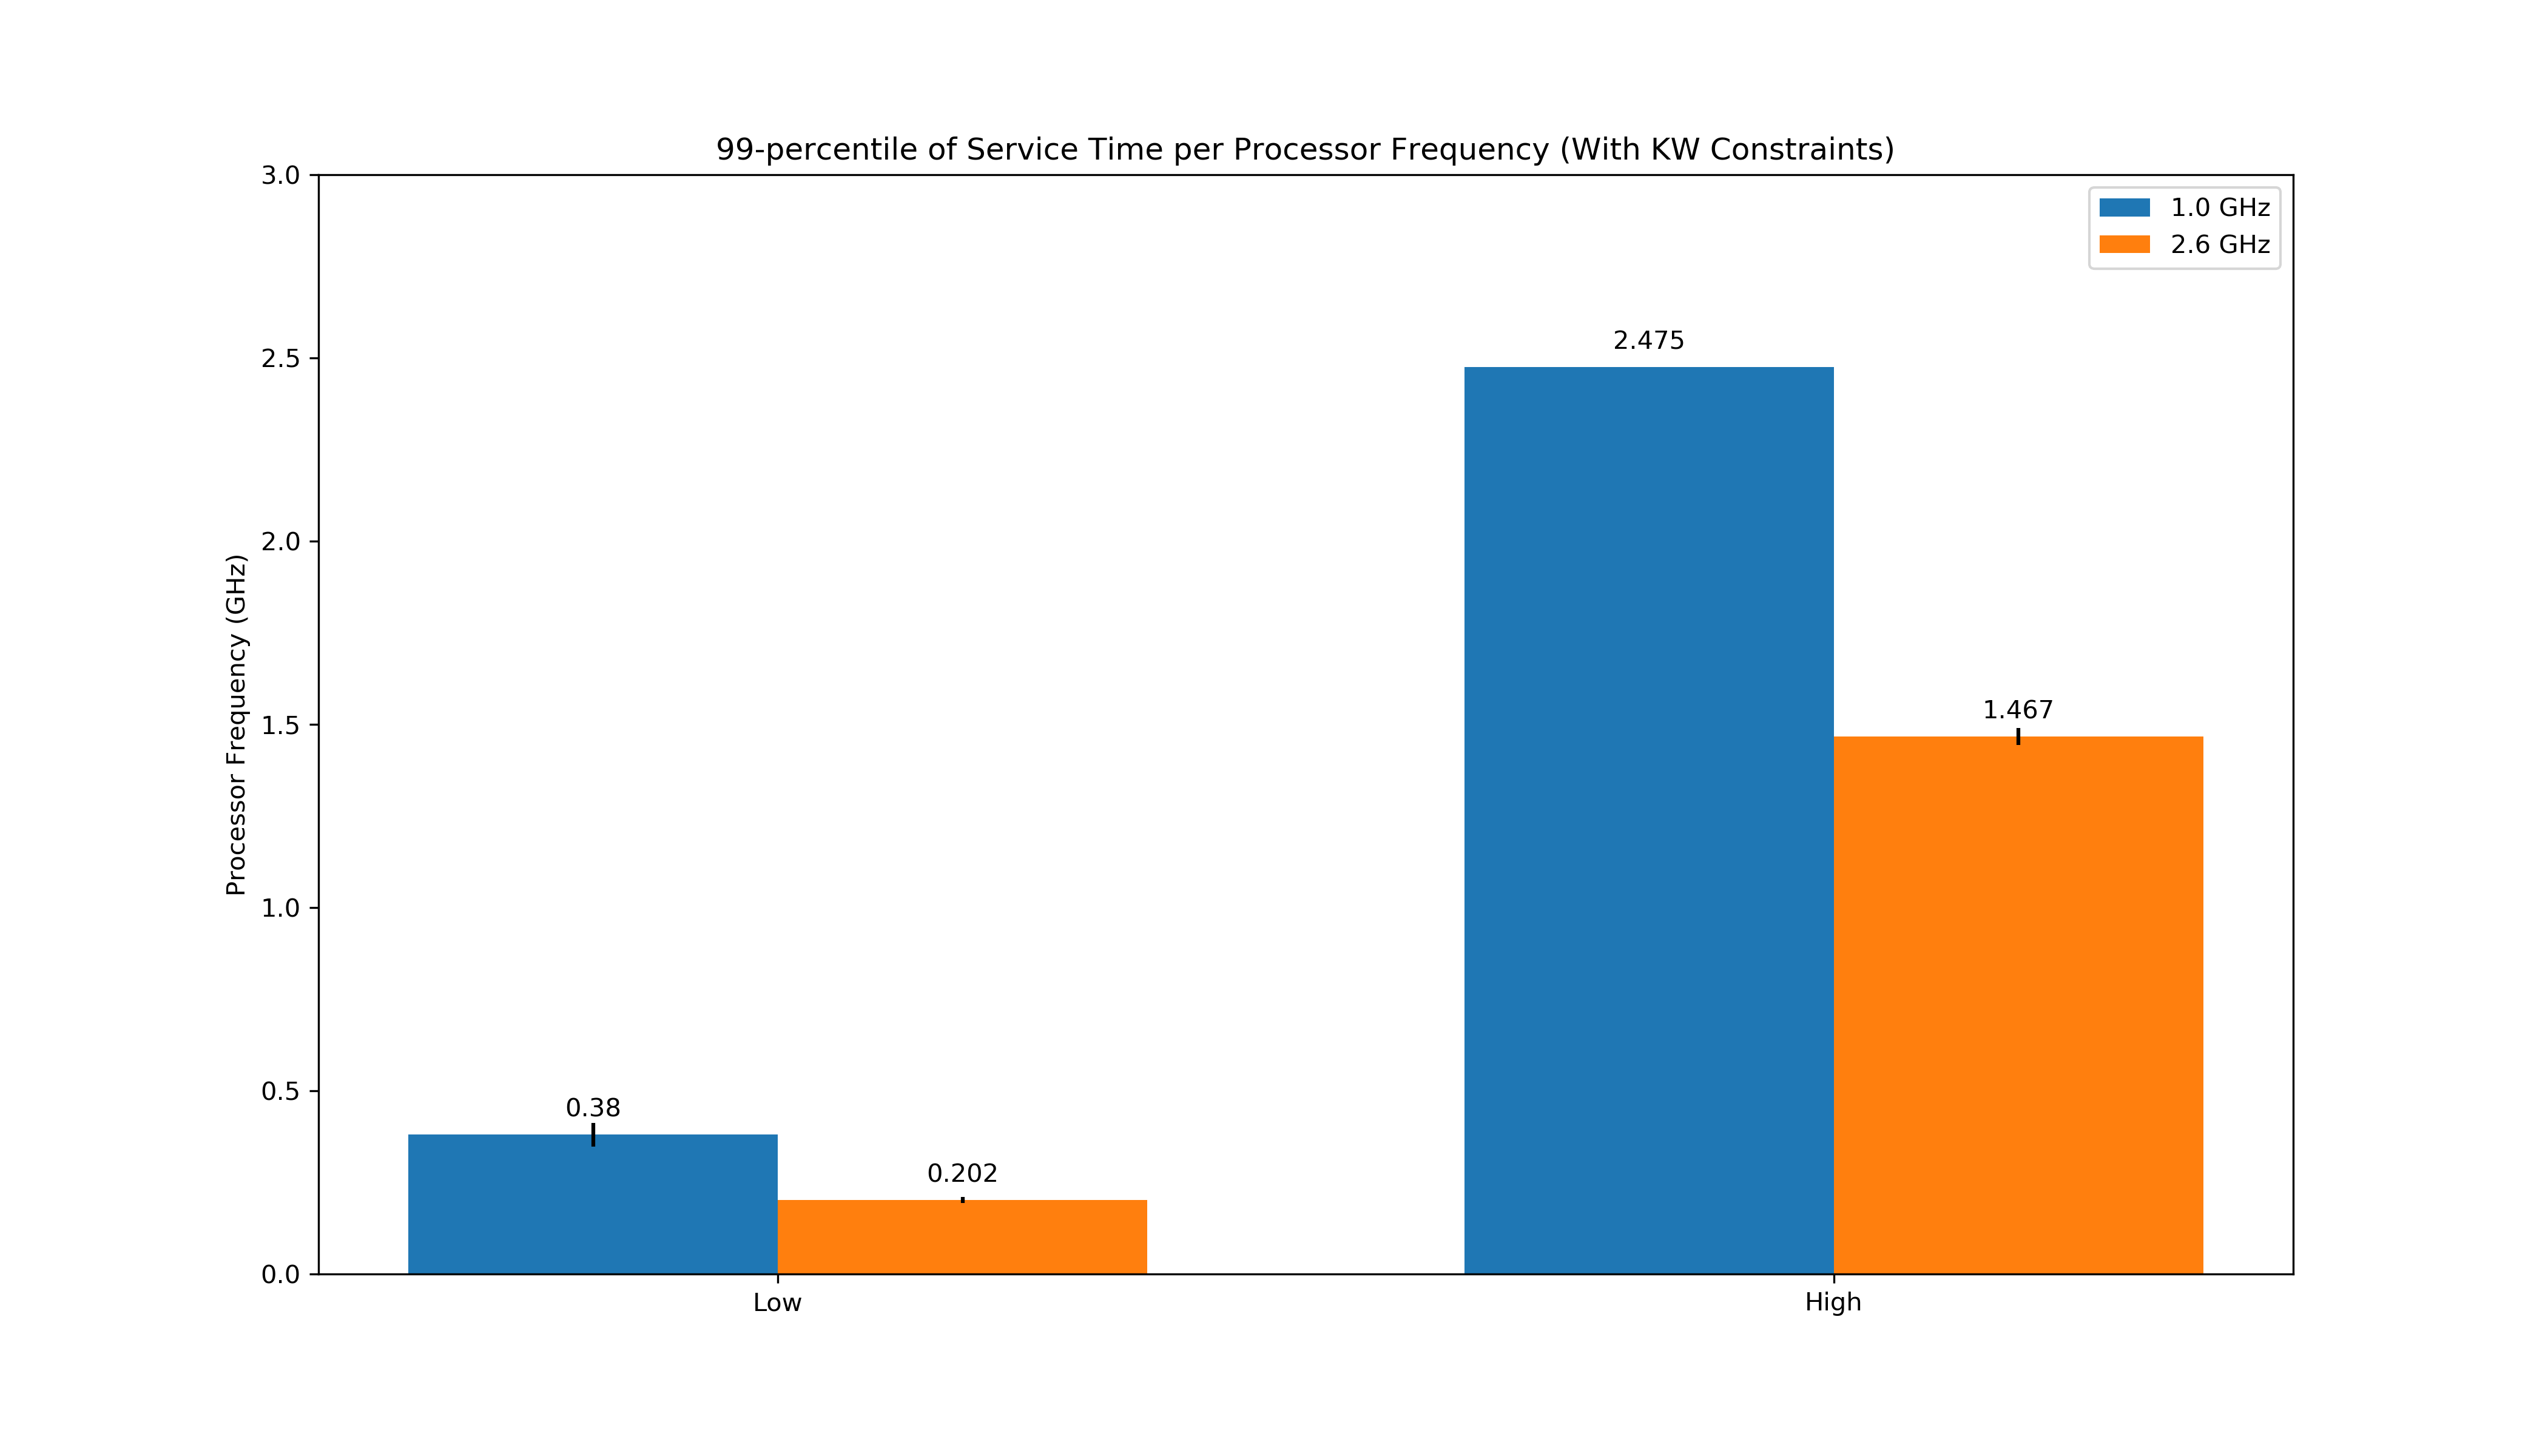 99-percentile of Service Time per Processor Frequency (With KW Constraints)
1.0 GHz
2.6 GHz
Processor Frequency (GHz)
3.0
2.5
2.0
1.5
1.0
0.5
0.0
0.38
0.202
2.475
1.467
Low
High